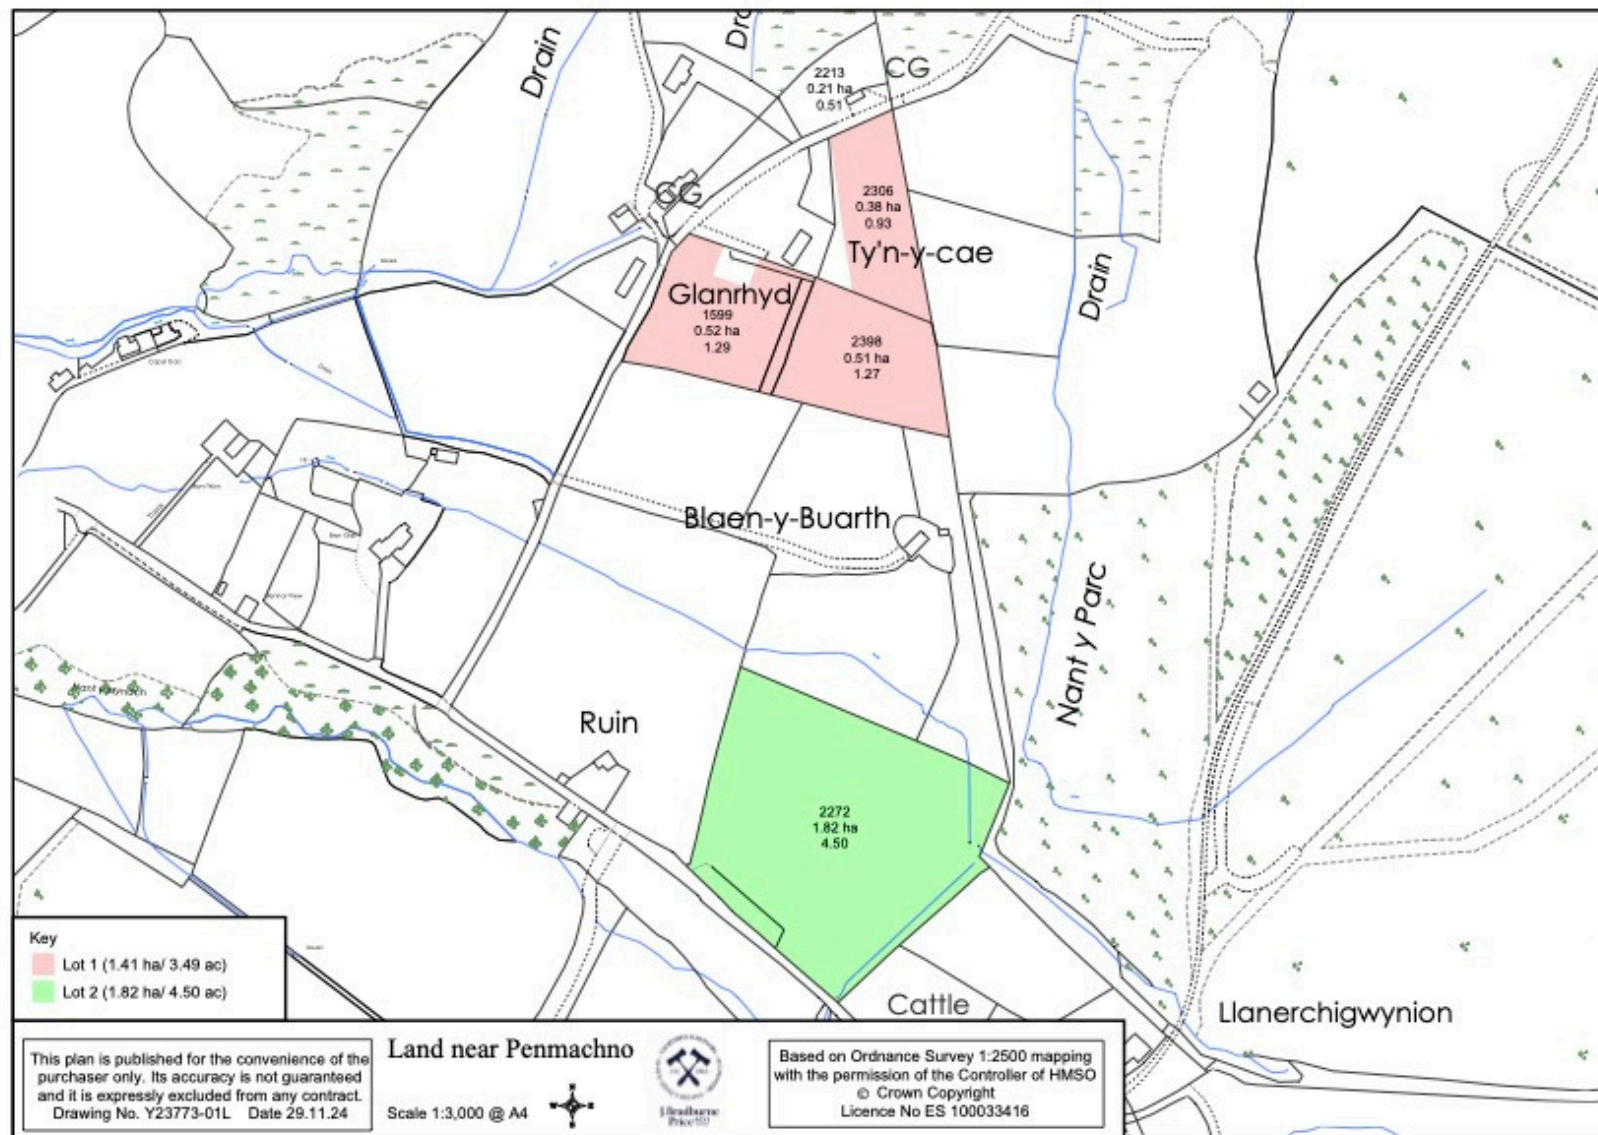 Drain
2213
0.21 ha
0.51
CG
GG
2306
0.38 ha
0.93
Ty'n-y-cae
Drain
Glanrhyd
1599
0.52 ha
1.29
2398
0.51 ha
1.27
Blaen-y-Buarth
Nant y Parc
Ruin
2272
1.82 ha
4.50
Cattle
Llanerchigwynion
Key
Lot 1 (1.41 ha/ 3.49 ac)
Lot 2 (1.82 ha/ 4.50 ac)
This plan is published for the convenience of the
purchaser only. Its accuracy is not guaranteed
and it is expressly excluded from any contract.
Drawing No. Y23773-01L Date 29.11.24
Land near Penmachno
Scale 1:3,000 @ A4
J Bradburne
Price
Based on Ordnance Survey 1:2500 mapping
with the permission of the Controller of HMSO
© Crown Copyright
Licence No ES 100033416